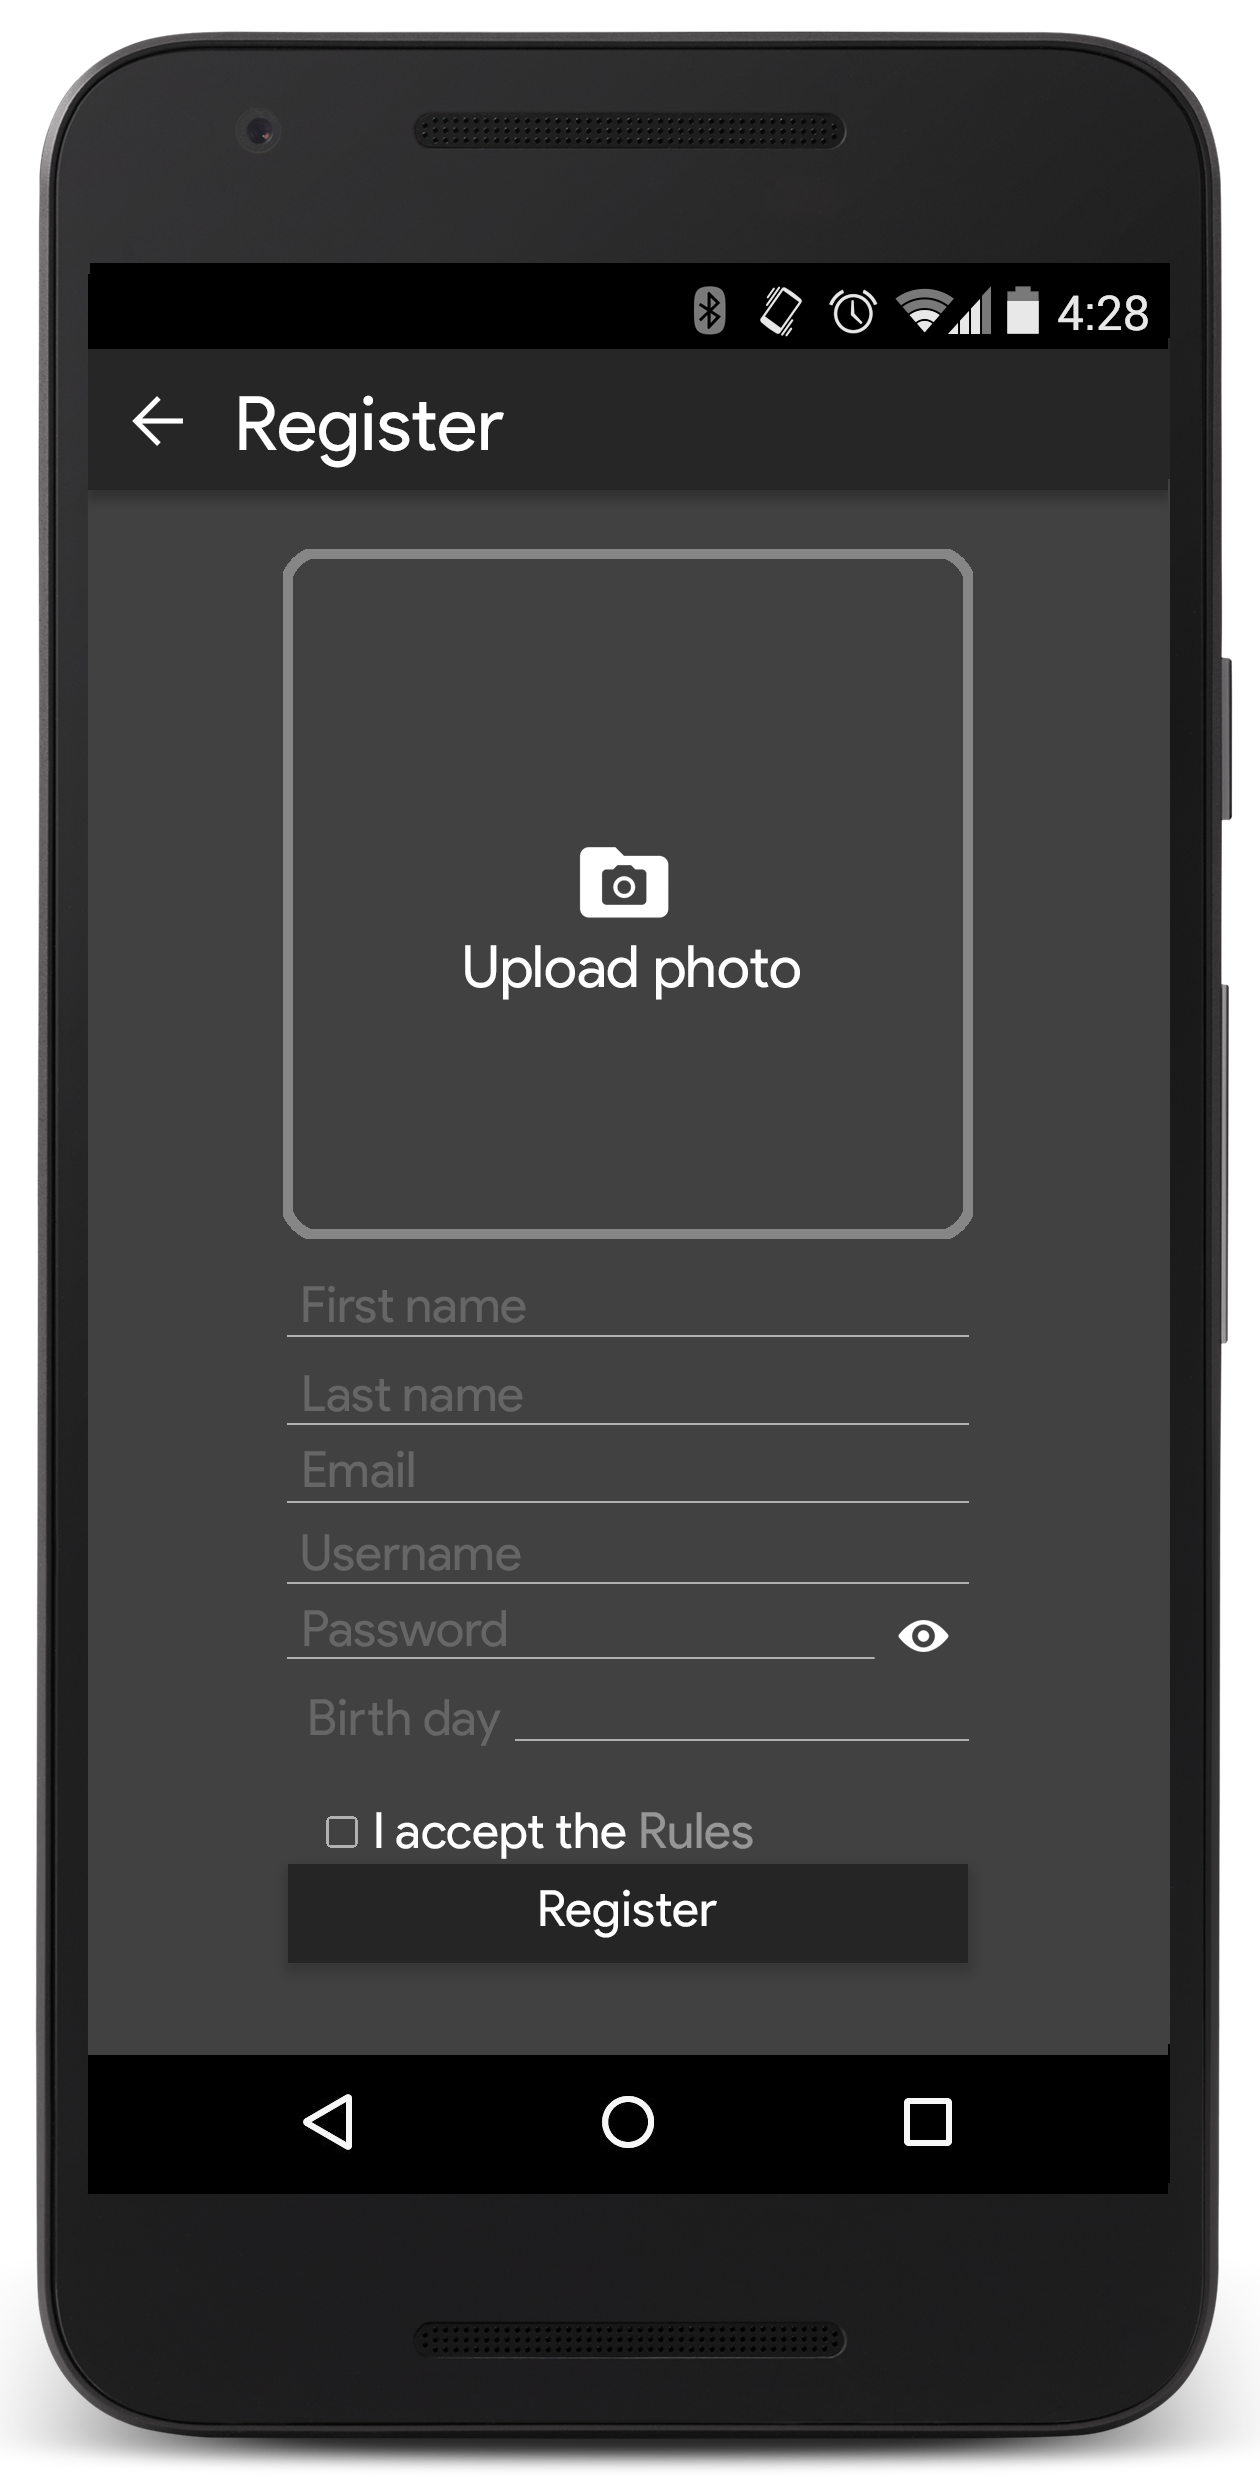 4:28
Register
Upload photo
First name
Last name
Email
Username
Password
Birth day
I accept the Rules
Register